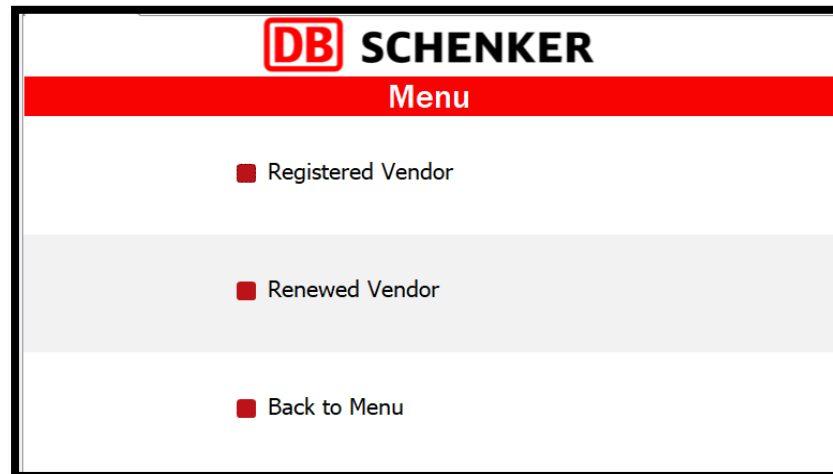 DB SCHENKER
Menu
Registered Vendor
Renewed Vendor
Back to Menu